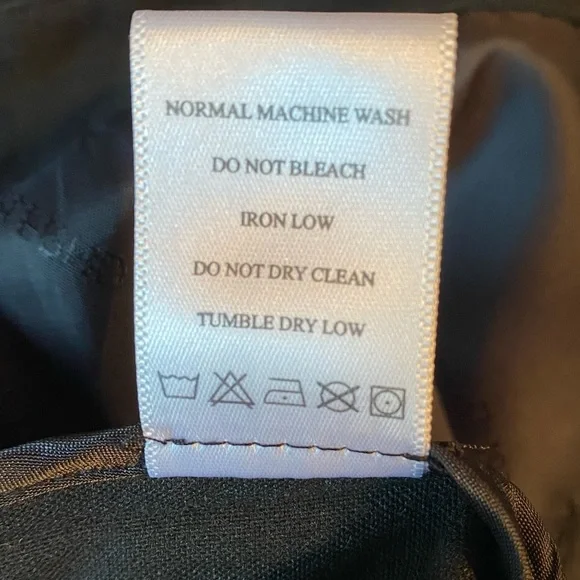 NORMAL MACHINE WASH
DO NOT BLEACH
IRON LOW
DO NOT DRY CLEAN
TUMBLE DRY LOW